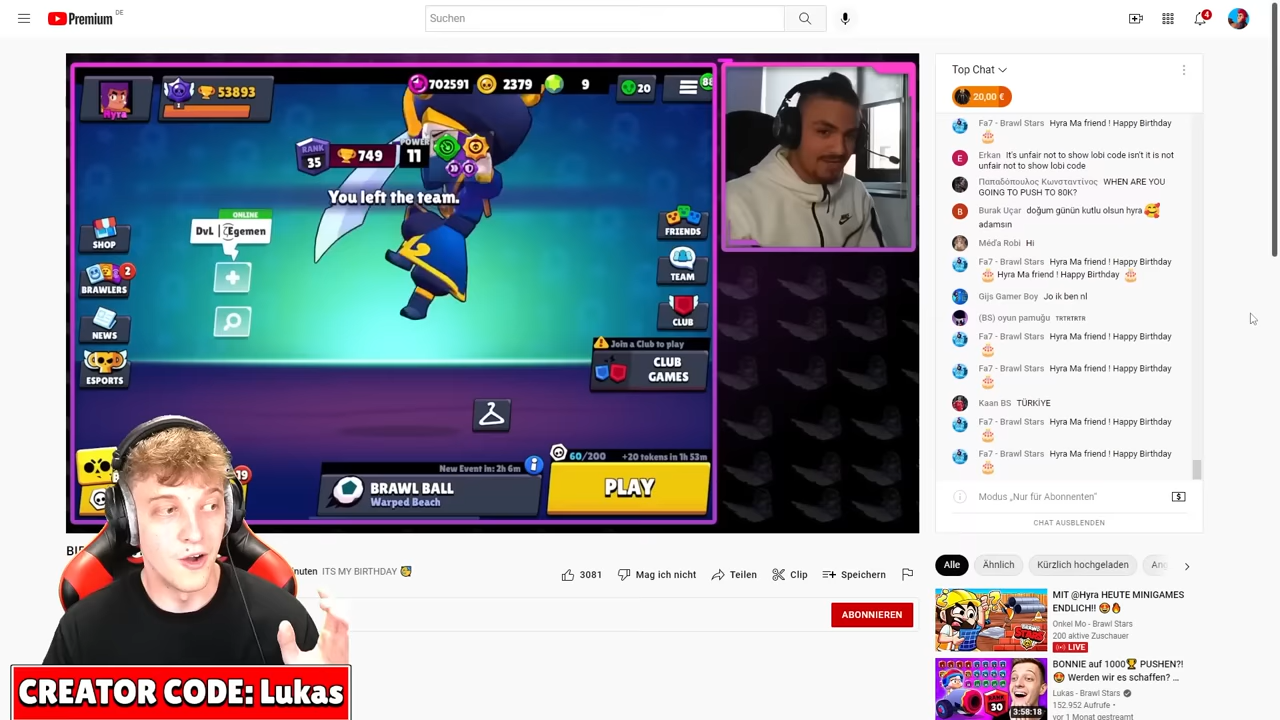 Premium DE
Suchen
4
53893
702591
2379
9
20
88
Hyra
RANK
35
749
POWER
11
You left the team.
ONLINE
DvL | Egemen
SHOP
BRAWLERS
2
NEWS
ESPORTS
FRIENDS
TEAM
CLUB
Join a Club to play
CLUB
GAMES
60/200
+20 tokens in 1h 53m
New Event in: 2h 6m
BRAWL BALL
Warped Beach
PLAY
19
Top Chat
20,00 €
Fa7 - Brawl Stars Hyra Ma friend ! Happy Birthday
Erkan It's unfair not to show lobi code isn't it is not
unfair not to show lobi code
Παπαδόπουλος Κωνσταντίνος WHEN ARE YOU
GOING TO PUSH TO 80K?
Burak Uçar doğum günün kutlu olsun hyra
adamsın
Méďa Robi Hi
Fa7 - Brawl Stars Hyra Ma friend ! Happy Birthday
Hyra Ma friend ! Happy Birthday
Gijs Gamer Boy Jo ik ben nl
(BS) oyun pamuğu TRTRTRTR
Fa7 - Brawl Stars Hyra Ma friend ! Happy Birthday
Fa7 - Brawl Stars Hyra Ma friend ! Happy Birthday
Kaan BS TÜRKİYE
Fa7 - Brawl Stars Hyra Ma friend ! Happy Birthday
Fa7 - Brawl Stars Hyra Ma friend ! Happy Birthday
Modus „Nur für Abonnenten"
CHAT AUSBLENDEN
ITS MY BIRTHDAY
3081
Mag ich nicht
Teilen
Clip
Speichern
ABONNIEREN
Alle
Ähnlich
Kürzlich hochgeladen
MIT @Hyra HEUTE MINIGAMES
ENDLICH!!
Onkel Mo - Brawl Stars
200 aktive Zuschauer
LIVE
BONNIE auf 1000 PUSHEN?!
Werden wir es schaffen? …
Lukas - Brawl Stars
152.952 Aufrufe •
vor 1 Monat gestreamt
RANK
30
3:58:18
CREATOR CODE: Lukas